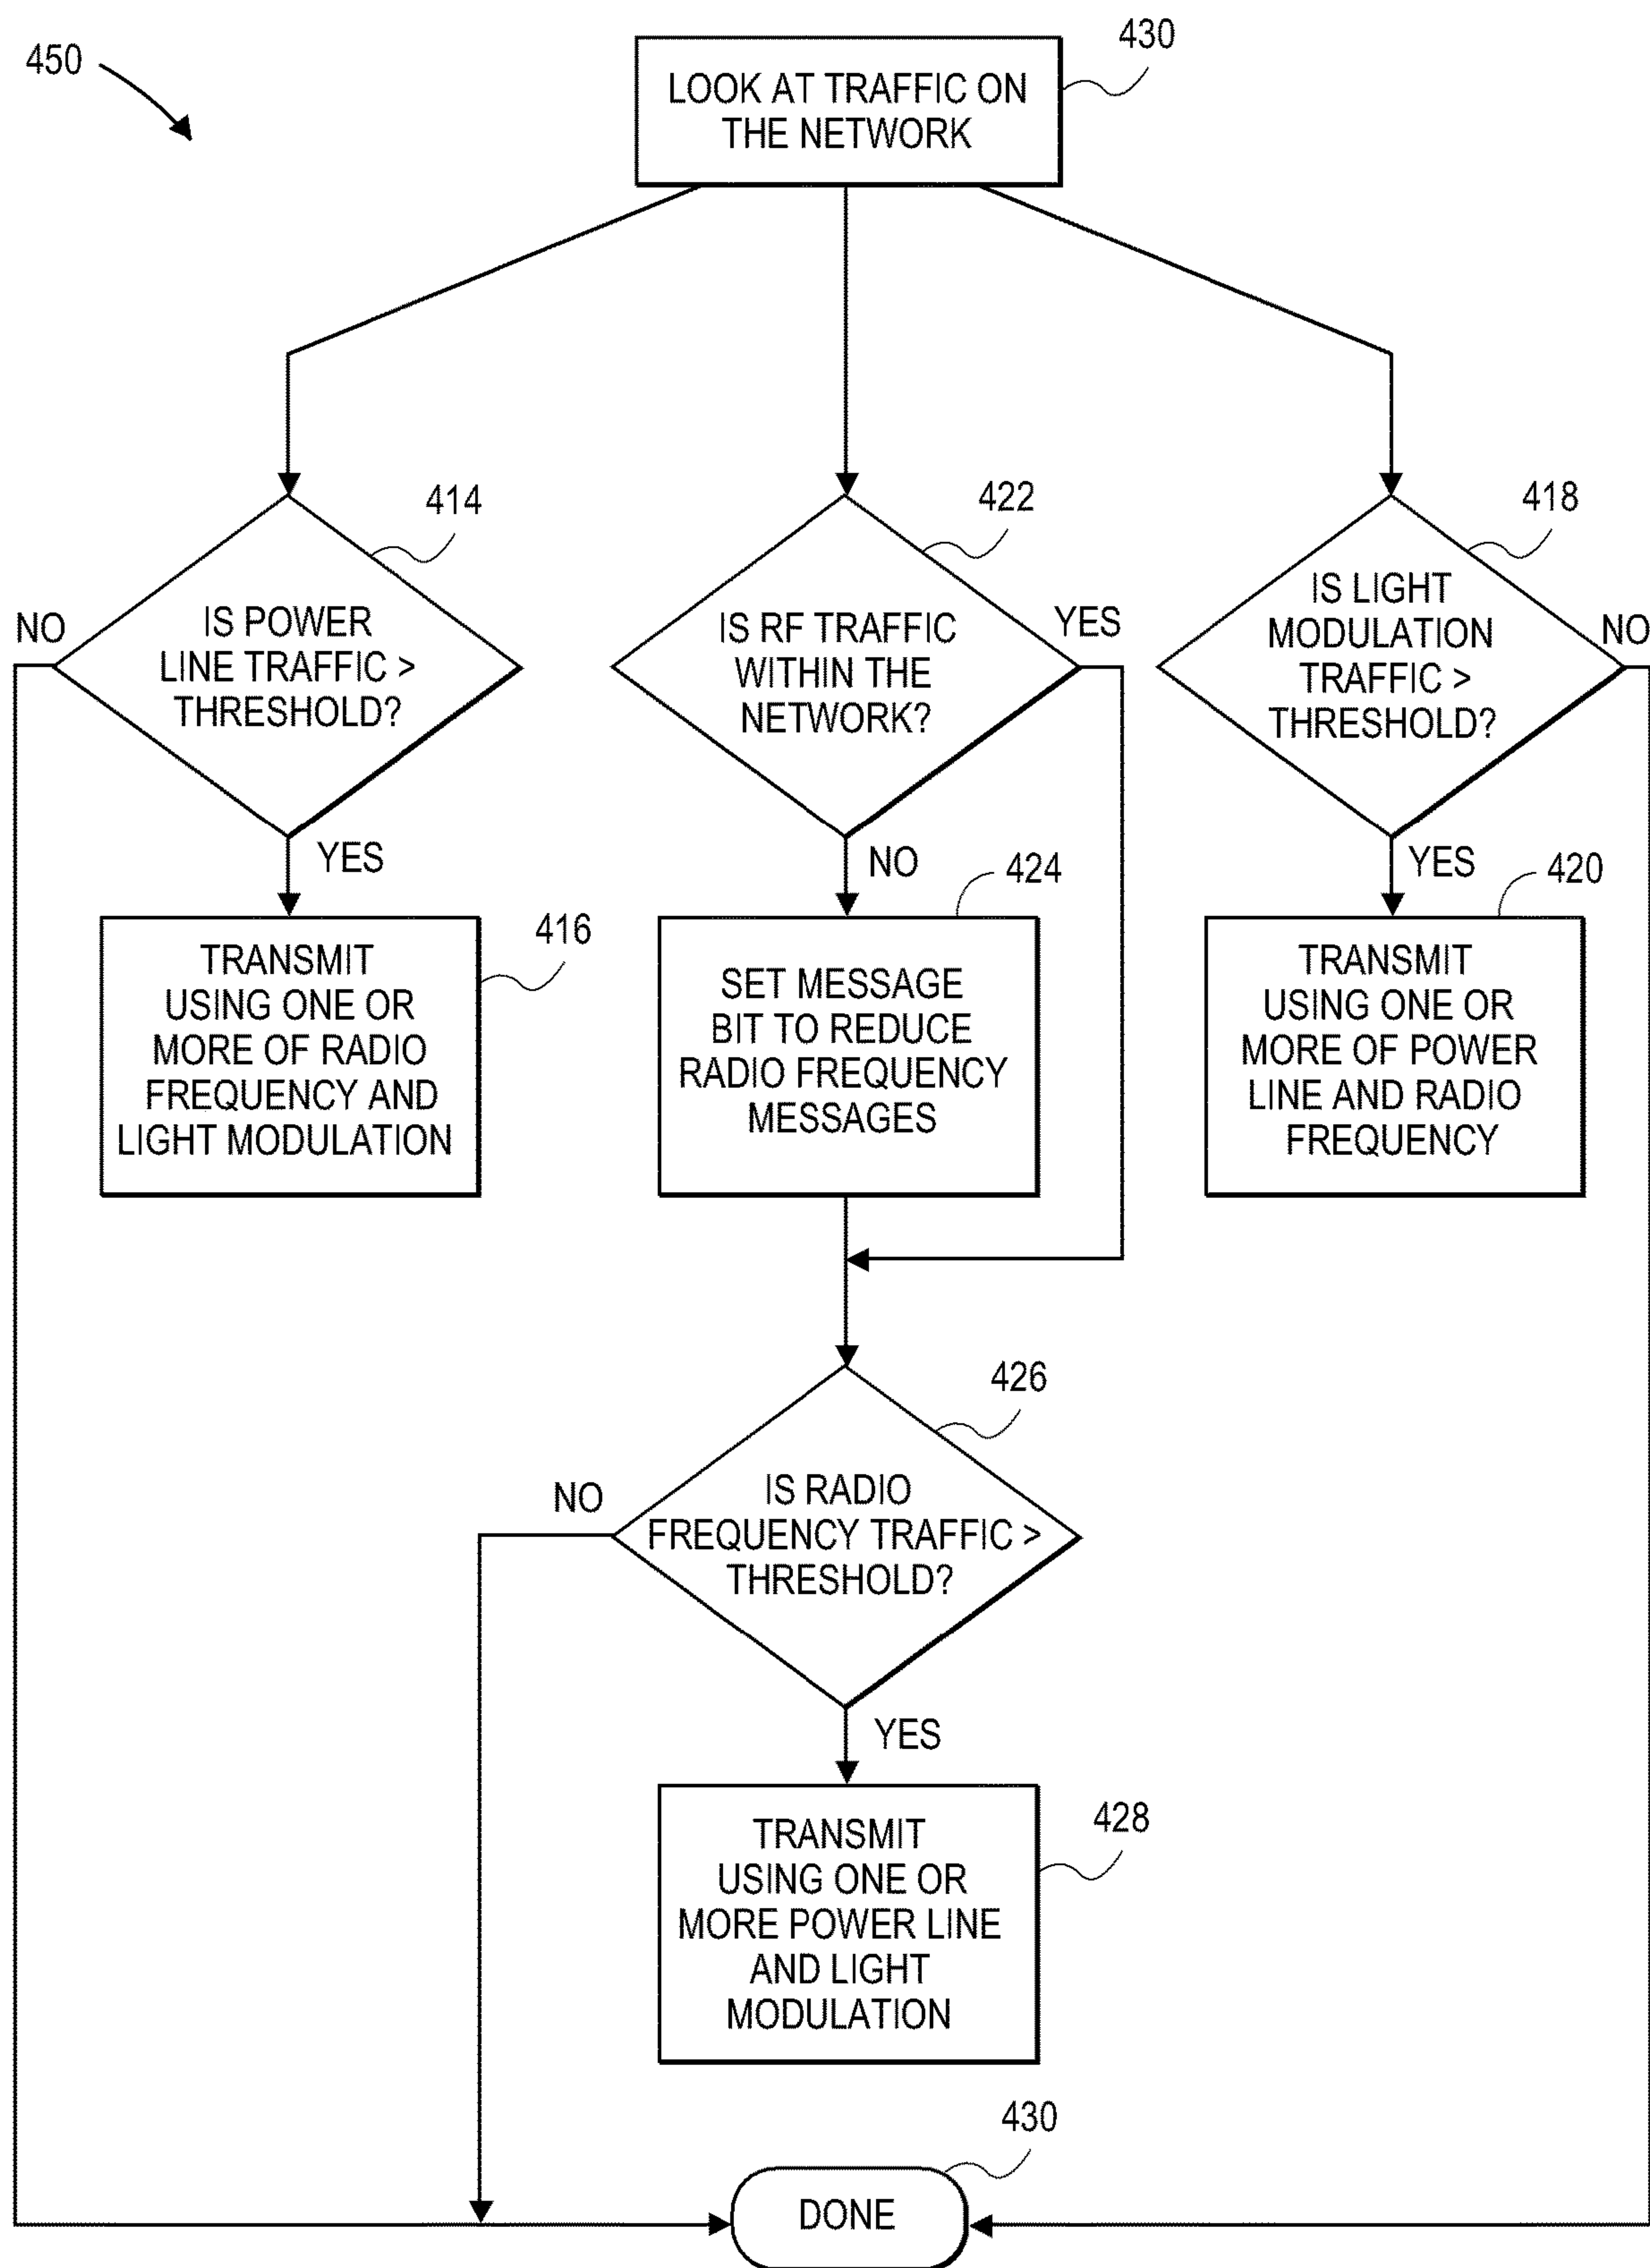 450
430
LOOK AT TRAFFIC ON
THE NETWORK
414
422
418
NO
IS POWER
LINE TRAFFIC >
THRESHOLD?
YES
IS RF TRAFFIC
WITHIN THE
NETWORK?
YES
NO
IS LIGHT
MODULATION
TRAFFIC >
THRESHOLD?
NO
YES
416
TRANSMIT
USING ONE OR
MORE OF RADIO
FREQUENCY AND
LIGHT MODULATION
424
SET MESSAGE
BIT TO REDUCE
RADIO FREQUENCY
MESSAGES
420
TRANSMIT
USING ONE OR
MORE OF POWER
LINE AND RADIO
FREQUENCY
426
NO
IS RADIO
FREQUENCY TRAFFIC >
THRESHOLD?
YES
428
TRANSMIT
USING ONE OR
MORE POWER LINE
AND LIGHT
MODULATION
430
DONE